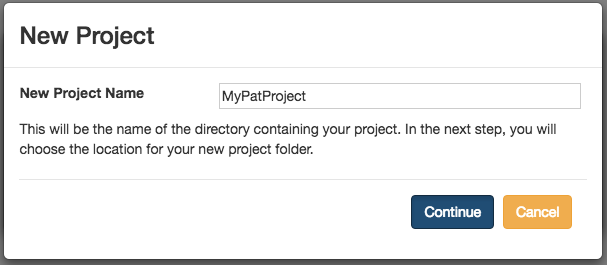 New Project
New Project Name
MyPatProject
This will be the name of the directory containing your project. In the next step, you will
choose the location for your new project folder.
Continue
Cancel